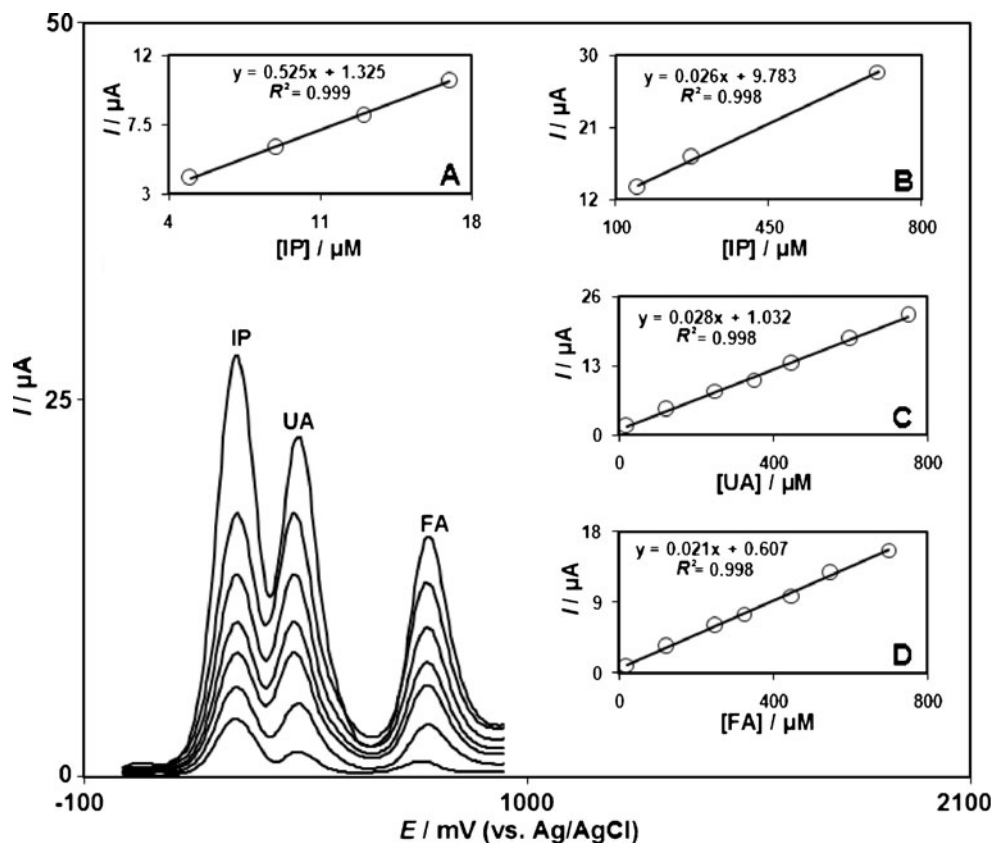 50
I / µA
25
0
-100
1000
2100
E / mV (vs. Ag/AgCl)
IP
UA
FA
12
7.5
3
I / µA
y = 0.525x + 1.325
R² = 0.999
A
4
11
18
[IP] / µM
30
21
12
I / µA
y = 0.026x + 9.783
R² = 0.998
B
100
450
800
[IP] / µM
26
13
0
I / µA
y = 0.028x + 1.032
R² = 0.998
C
0
400
800
[UA] / µM
18
9
0
I / µA
y = 0.021x + 0.607
R² = 0.998
D
0
400
800
[FA] / µM